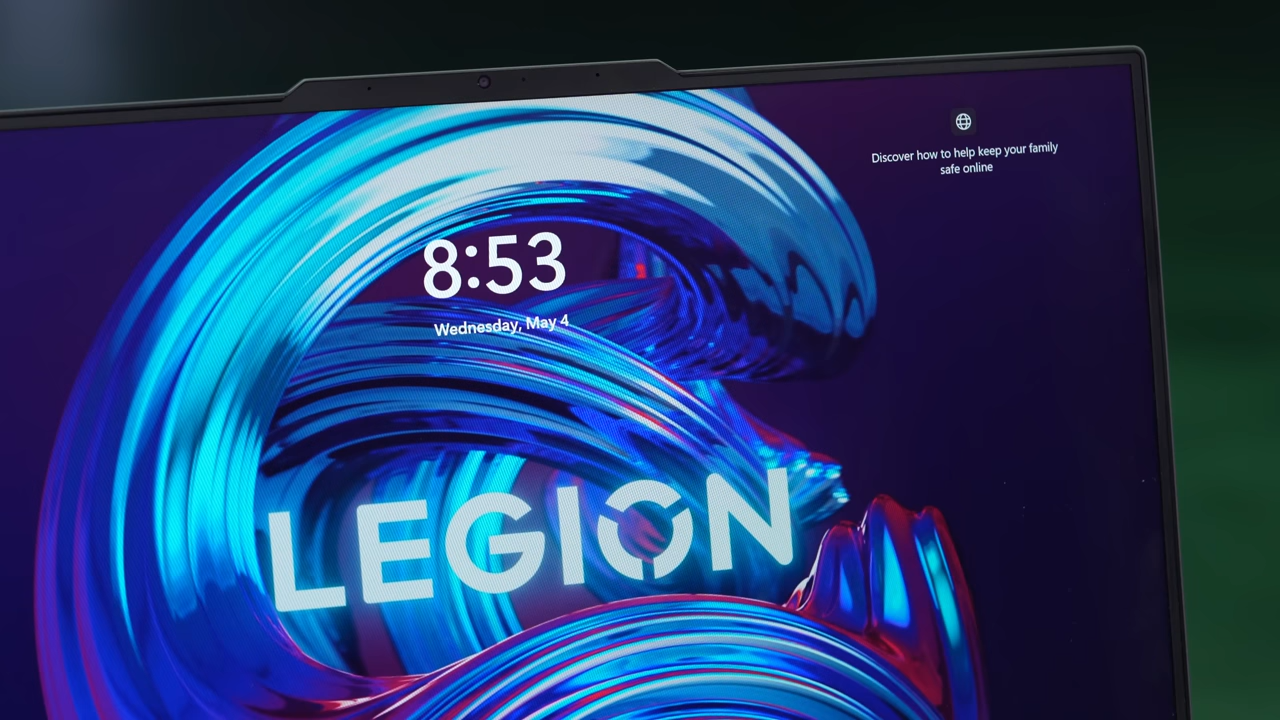 Discover how to help keep your family
safe online
8:53
Wednesday, May 4
LEGION